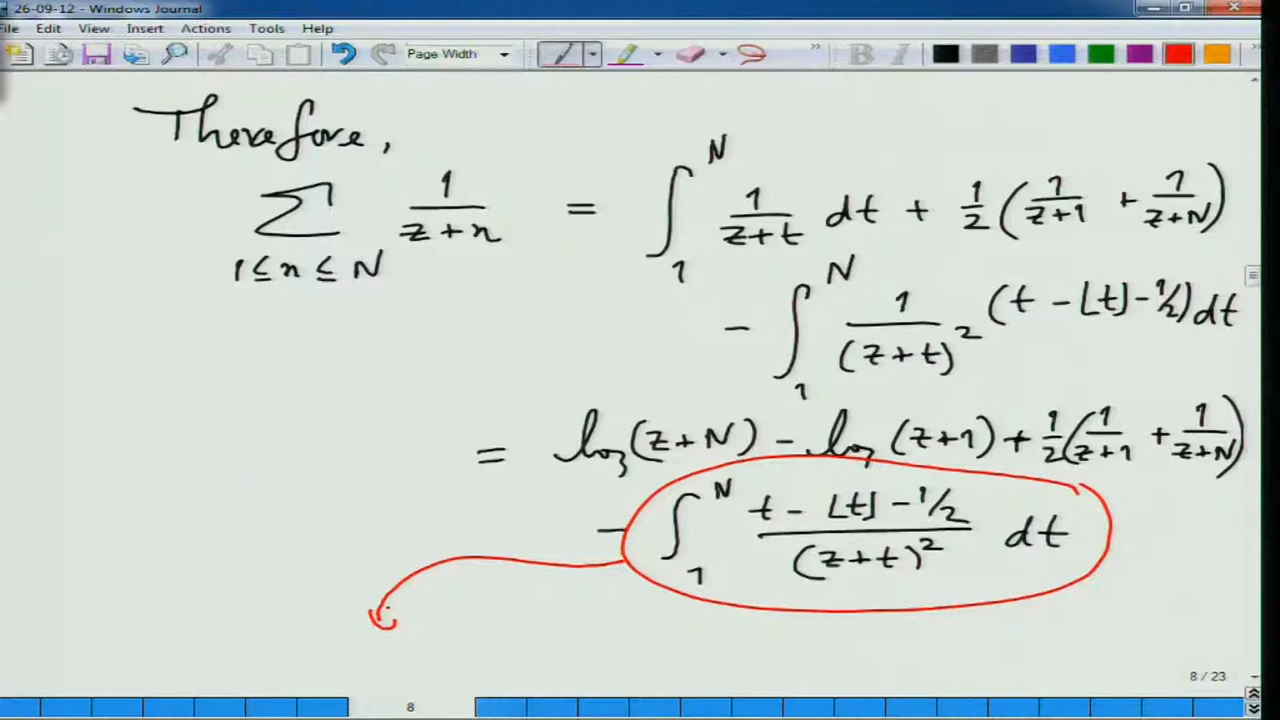 26-09-12 - Windows Journal
File Edit View Insert Actions Tools Help
Page Width
B I
Therefore,
∑_{1≤n≤N} 1/(z+n) = ∫_1^N 1/(z+t) dt + 1/2 (1/(z+1) + 1/(z+N))
− ∫_1^N 1/(z+t)^2 (t − ⌊t⌋ − 1/2) dt
= log(z+N) − log(z+1) + 1/2 (1/(z+1) + 1/(z+N))
− ∫_1^N (t − ⌊t⌋ − 1/2)/(z+t)^2 dt
8 / 23
8